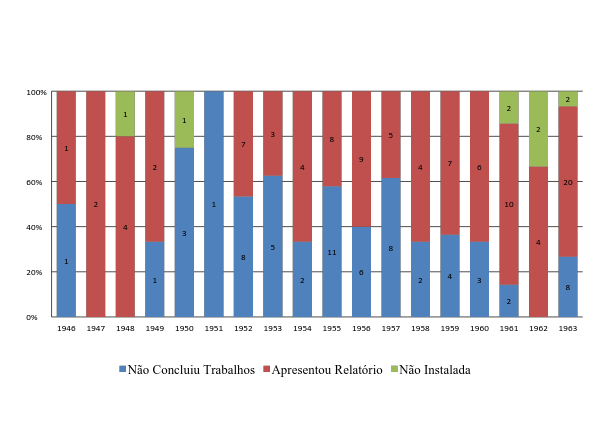 100%
80%
60%
40%
20%
0%
1 2 1 4 2 1 1 3 1 7 8 3 5 4 2 8 11 9 6 5 8 4 2 7 4 6 3 2 10 2 2 4 2 20 8
1946 1947 1948 1949 1950 1951 1952 1953 1954 1955 1956 1957 1958 1959 1960 1961 1962 1963
Não Concluiu Trabalhos Apresentou Relatório Não Instalada